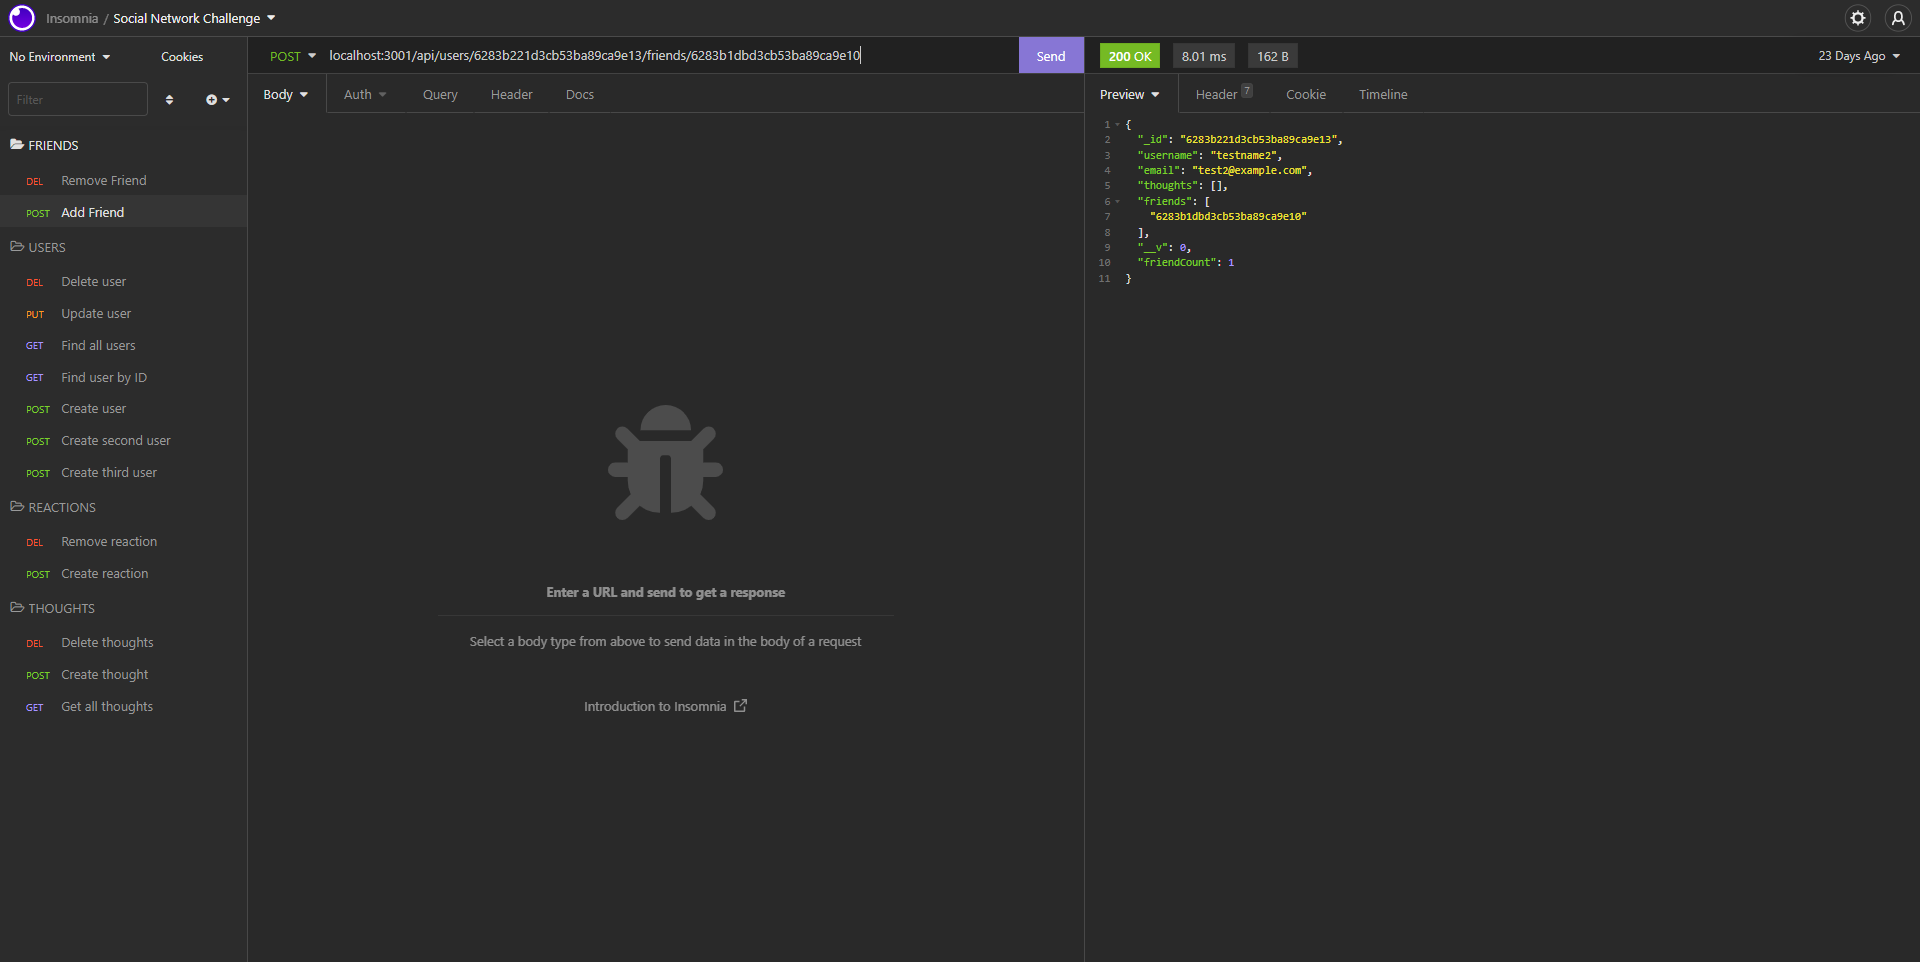 Insomnia / Social Network Challenge
No Environment
Cookies
Filter
FRIENDS
DEL Remove Friend
POST Add Friend
USERS
DEL Delete user
PUT Update user
GET Find all users
GET Find user by ID
POST Create user
POST Create second user
POST Create third user
REACTIONS
DEL Remove reaction
POST Create reaction
THOUGHTS
DEL Delete thoughts
POST Create thought
GET Get all thoughts
POST localhost:3001/api/users/6283b221d3cb53ba89ca9e13/friends/6283b1dbd3cb53ba89ca9e10
Send
Body Auth Query Header Docs
Enter a URL and send to get a response
Select a body type from above to send data in the body of a request
Introduction to Insomnia
200 OK 8.01 ms 162 B 23 Days Ago
Preview Header 7 Cookie Timeline
1 {
2 "_id": "6283b221d3cb53ba89ca9e13",
3 "username": "testname2",
4 "email": "test2@example.com",
5 "thoughts": [],
6 "friends": [
7 "6283b1dbd3cb53ba89ca9e10"
8 ],
9 "__v": 0,
10 "friendCount": 1
11 }